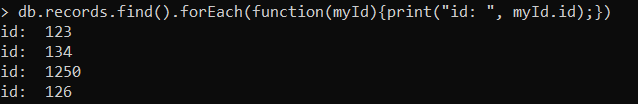 > db.records.find().forEach(function(myId){print("id: ", myId.id);})
id:  123
id:  134
id:  1250
id:  126